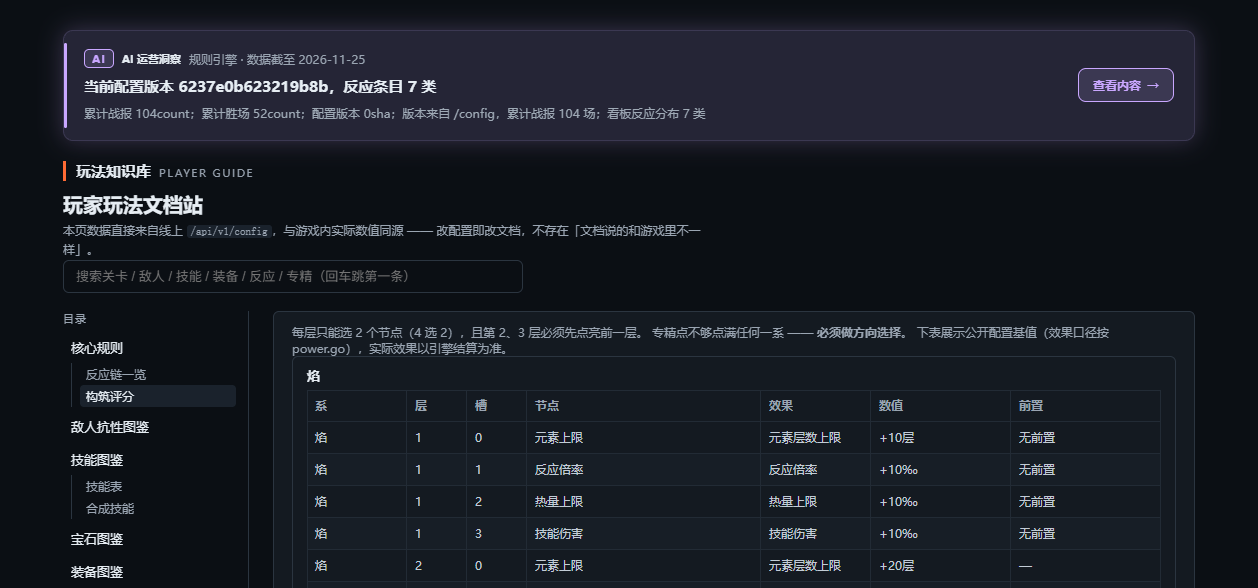 AI AI 运营洞察 规则引擎 · 数据截至 2026-11-25
当前配置版本 6237e0b623219b8b，反应条目 7 类
累计战报 104count；累计胜场 52count；配置版本 0sha；版本来自 /config，累计战报 104 场；看板反应分布 7 类
查看内容 →
玩法知识库 PLAYER GUIDE
玩家玩法文档站
本页数据直接来自线上 /api/v1/config，与游戏内实际数值同源 —— 改配置即改文档，不存在「文档说的和游戏里不一
样」。
搜索关卡 / 敌人 / 技能 / 装备 / 反应 / 专精（回车跳第一条）
目录
核心规则
反应链一览
构筑评分
敌人抗性图鉴
技能图鉴
技能表
合成技能
宝石图鉴
装备图鉴
每层只能选 2 个节点（4 选 2），且第 2、3 层必须先点亮前一层。 专精点不够点满任何一系 —— 必须做方向选择。 下表展示公开配置基值（效果口径按
power.go），实际效果以引擎结算为准。
焰
系 层 槽 节点 效果 数值 前置
焰 1 0 元素上限 元素层数上限 +10层 无前置
焰 1 1 反应倍率 反应倍率 +10‰ 无前置
焰 1 2 热量上限 热量上限 +10‰ 无前置
焰 1 3 技能伤害 技能伤害 +10‰ 无前置
焰 2 0 元素上限 元素层数上限 +20层 —